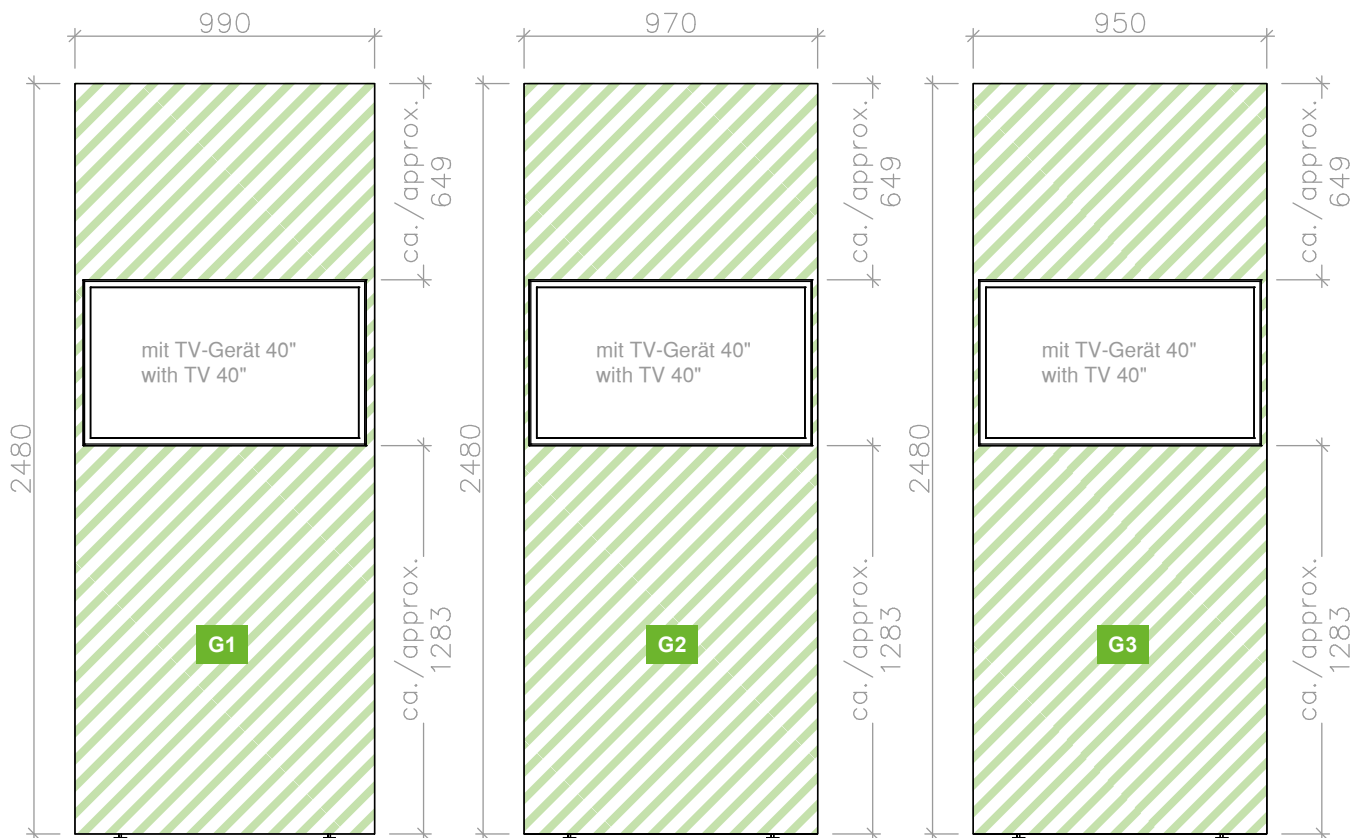 990
970
950
ca./approx.
649
ca./approx.
649
ca./approx.
649
mit TV-Gerät 40"
with TV 40"
mit TV-Gerät 40"
with TV 40"
mit TV-Gerät 40"
with TV 40"
2480
2480
2480
ca./approx.
1283
ca./approx.
1283
ca./approx.
1283
G1
G2
G3